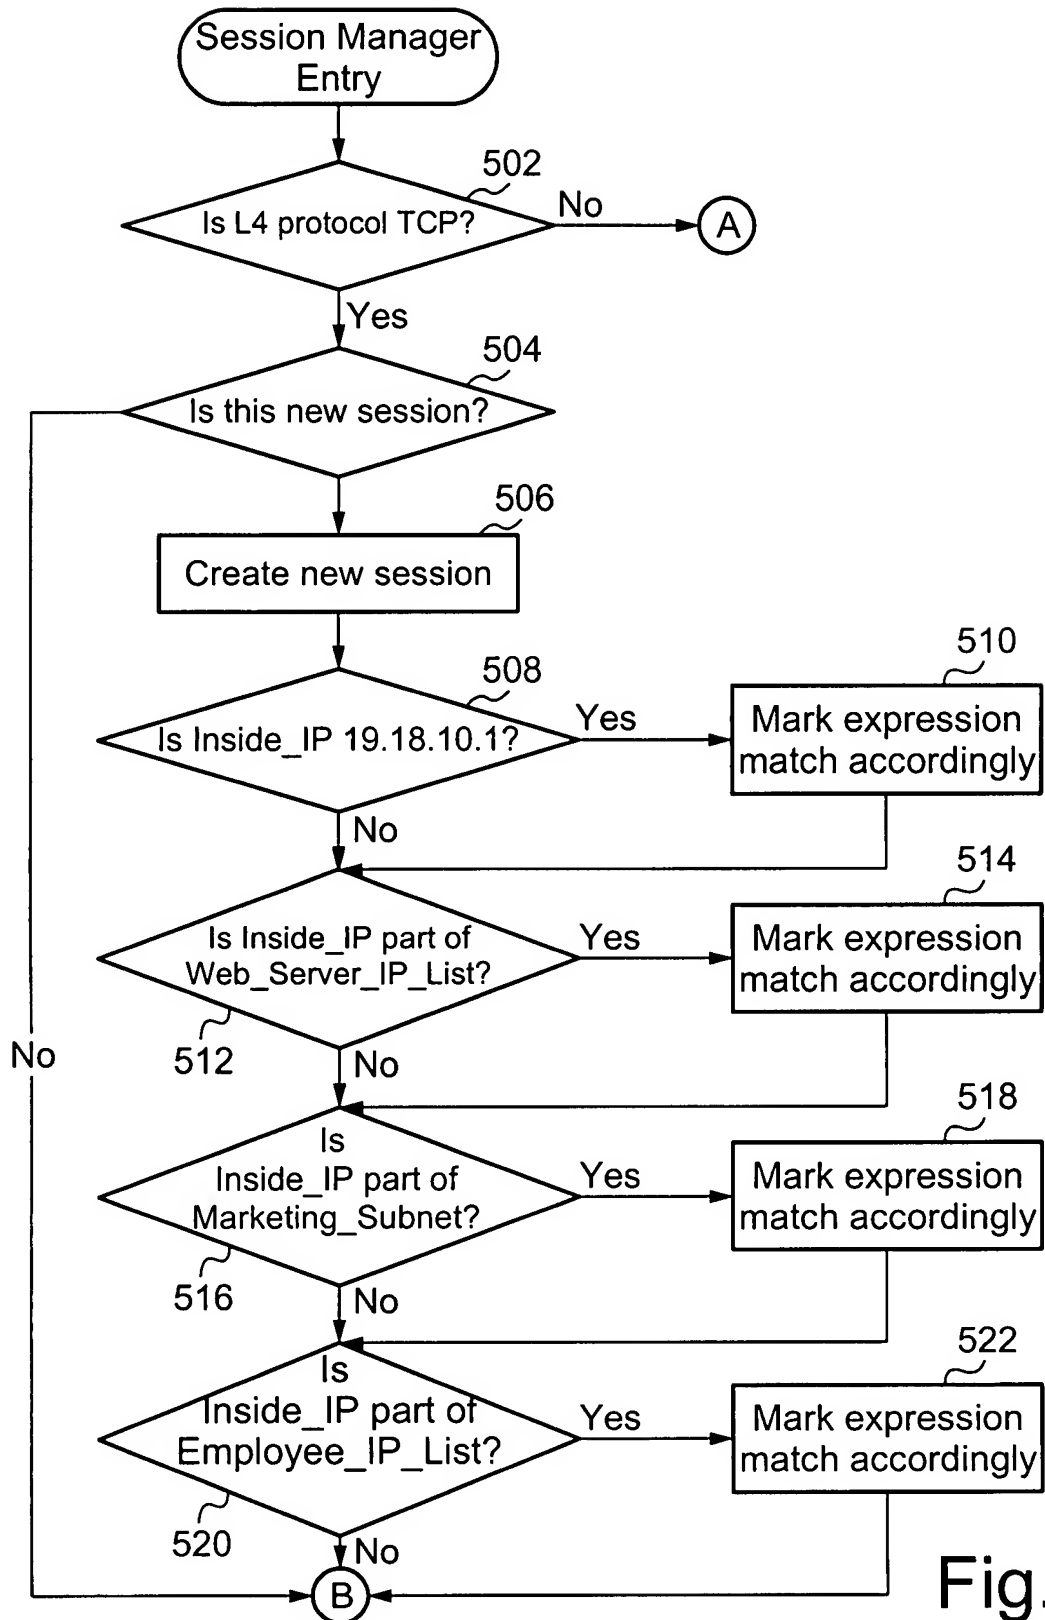 Session Manager
Entry
502
Is L4 protocol TCP?
No
A
Yes
504
Is this new session?
506
Create new session
508
Is Inside_IP 19.18.10.1?
Yes
510
Mark expression
match accordingly
No
Is Inside_IP part of
Web_Server_IP_List?
512
Yes
514
Mark expression
match accordingly
No
No
Is
Inside_IP part of
Marketing_Subnet?
516
Yes
518
Mark expression
match accordingly
No
Is
Inside_IP part of
Employee_IP_List?
520
Yes
522
Mark expression
match accordingly
No
B
Fig.